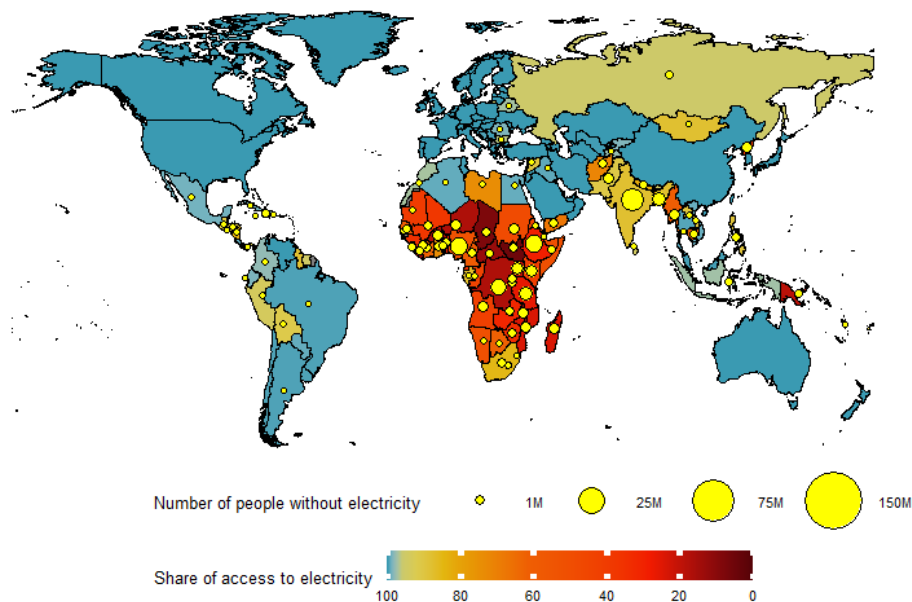 Number of people without electricity 1M 25M 75M 150M
Share of access to electricity
100 80 60 40 20 0